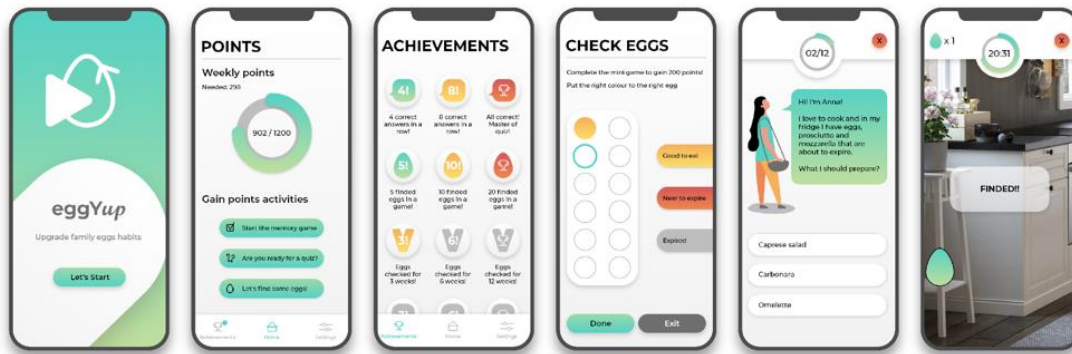 eggYup
Upgrade family eggs habits
Let's Start
POINTS
Weekly points
Needed: 298
902 / 1200
Gain points activities
Start the memory game
Are you ready for a quiz?
Let's find some eggs!
Achievements
Home
Settings
ACHIEVEMENTS
4!
8!
4 correct
answers in a
row!
8 correct
answers in a
row!
All correct!
Master of
quiz!
5!
10!
5 finded
eggs in a
game!
10 finded
eggs in a
game!
20 finded
eggs in a
game!
3!
6!
Eggs
checked for
3 weeks!
Eggs
checked for
6 weeks!
Eggs
checked for
12 weeks!
Achievements
Home
Settings
CHECK EGGS
Complete the mini game to gain 200 points!
Put the right colour to the right egg
Good to eat
Near to expire
Expired
Done
Exit
02/12
X
Hi! I'm Anna!
I love to cook and in my
fridge I have eggs,
prosciutto and
mozzarella that are
about to expire.
What I should prepare?
Caprese salad
Carbonara
Omelette
x 1
20:31
X
FINDED!!